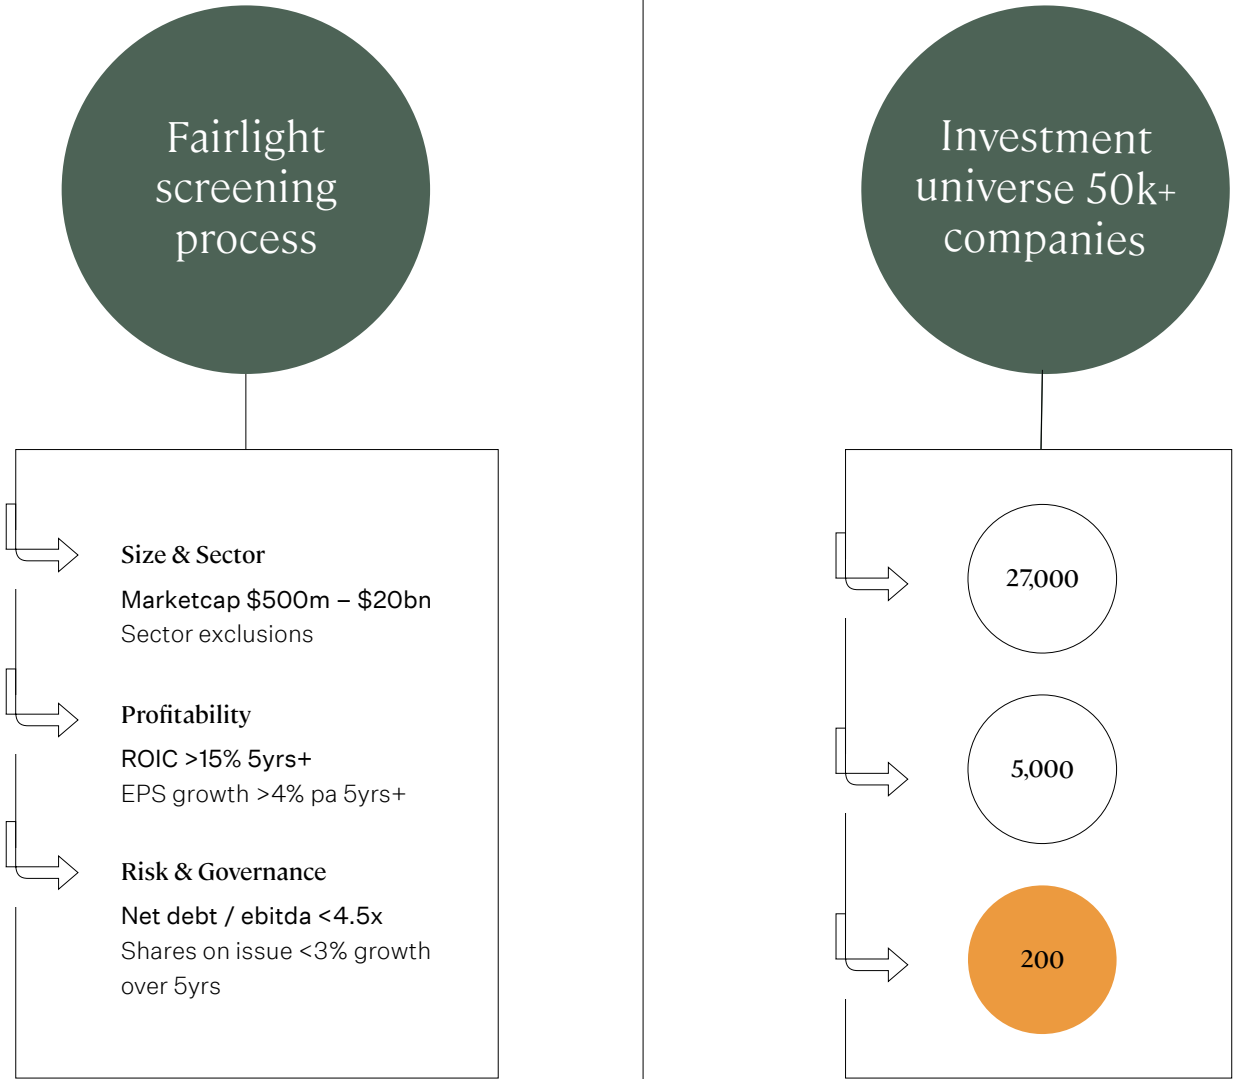 Fairlight
screening
process
Size & Sector
Marketcap $500m – $20bn
Sector exclusions
Profitability
ROIC >15% 5yrs+
EPS growth >4% pa 5yrs+
Risk & Governance
Net debt / ebitda <4.5x
Shares on issue <3% growth
over 5yrs
Investment
universe 50k+
companies
27,000
5,000
200